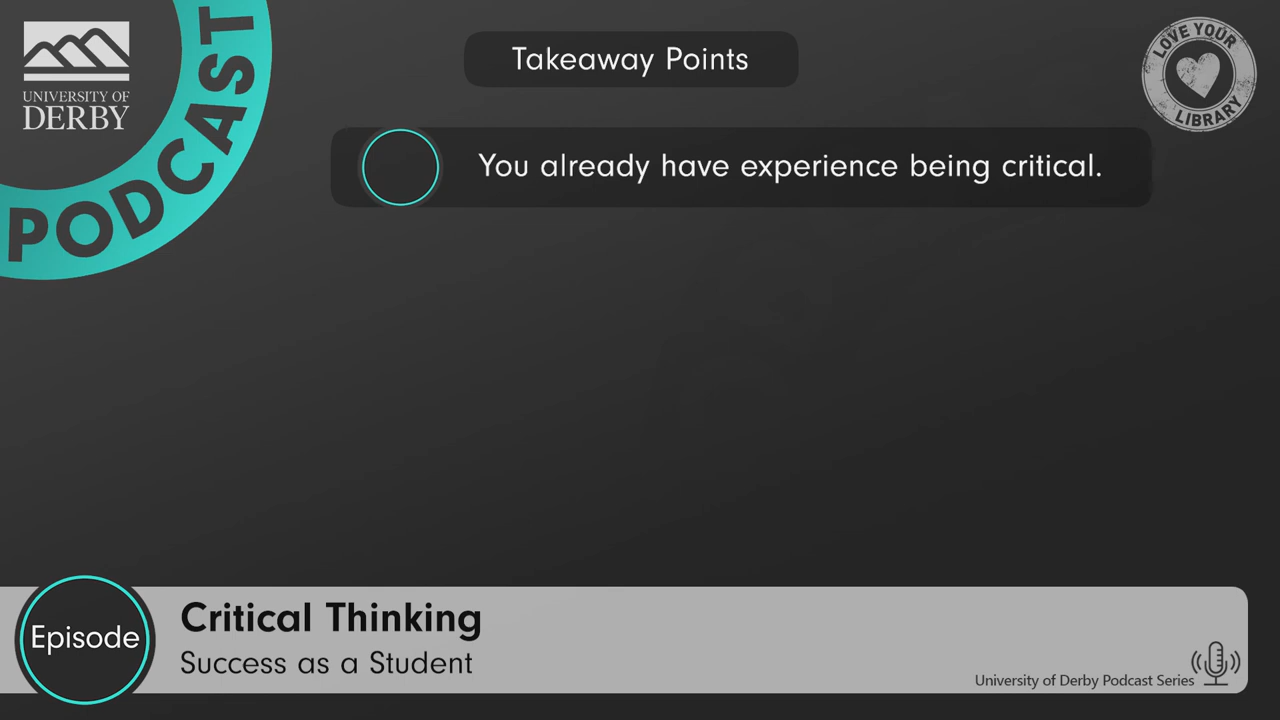 UNIVERSITY OF
DERBY
PODCAST
Takeaway Points
LOVE YOUR
LIBRARY
You already have experience being critical.
Episode
Critical Thinking
Success as a Student
University of Derby Podcast Series